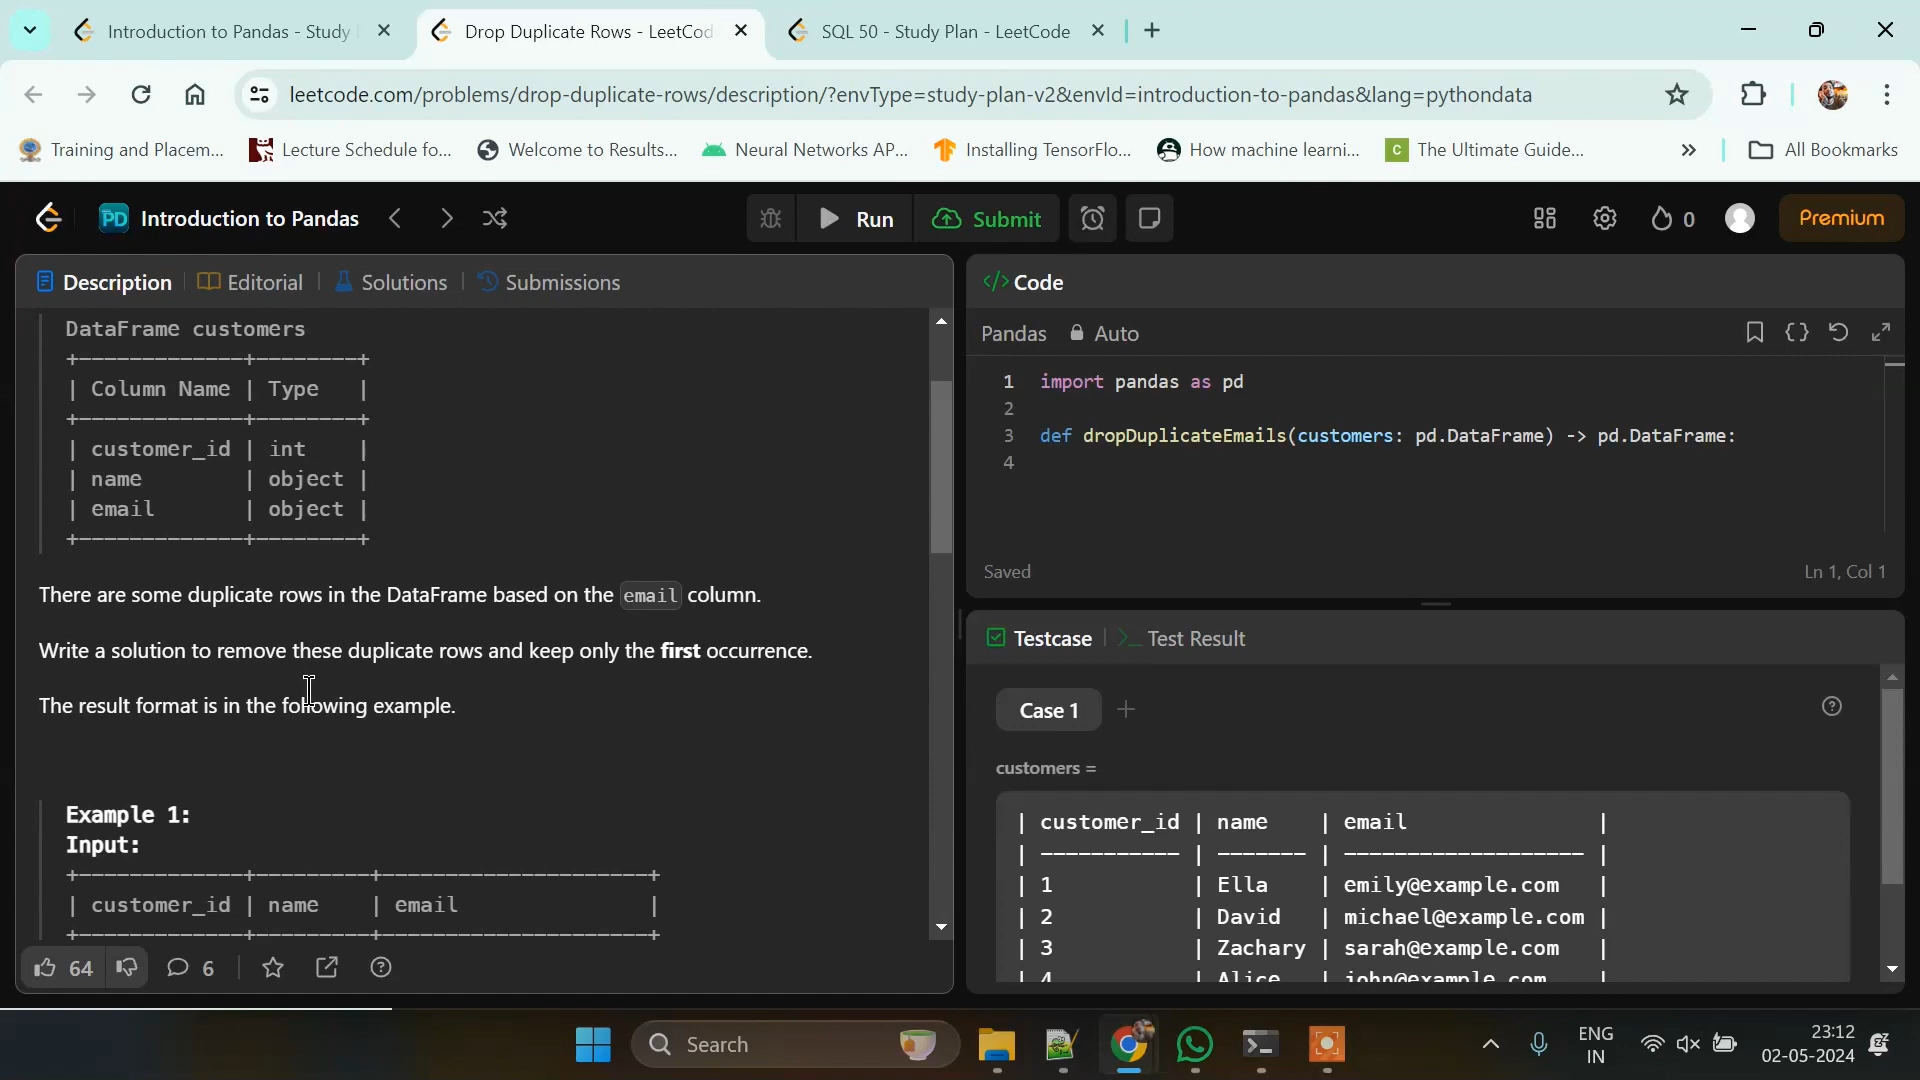 Introduction to Pandas - Study
Drop Duplicate Rows - LeetCod
SQL 50 - Study Plan - LeetCode
leetcode.com/problems/drop-duplicate-rows/description/?envType=study-plan-v2&envId=introduction-to-pandas&lang=pythondata
Training and Placem...
Lecture Schedule fo...
Welcome to Results...
Neural Networks AP...
Installing TensorFlo...
How machine learni...
C The Ultimate Guide...
» All Bookmarks
PD Introduction to Pandas
Run
Submit
0
Premium
Description
Editorial
Solutions
Submissions
DataFrame customers
+-------------+--------+
| Column Name | Type   |
+-------------+--------+
| customer_id | int    |
| name        | object |
| email       | object |
+-------------+--------+
There are some duplicate rows in the DataFrame based on the email column.
Write a solution to remove these duplicate rows and keep only the first occurrence.
The result format is in the following example.
Example 1:
Input:
+-------------+---------+---------------------+
| customer_id | name    | email               |
+-------------+---------+---------------------+
64
6
</> Code
Pandas
Auto
1 import pandas as pd
2
3 def dropDuplicateEmails(customers: pd.DataFrame) -> pd.DataFrame:
4
Saved
Ln 1, Col 1
Testcase
>_ Test Result
Case 1
customers =
| customer_id | name    | email               |
| ----------- | ------- | ------------------- |
| 1           | Ella    | emily@example.com   |
| 2           | David   | michael@example.com |
| 3           | Zachary | sarah@example.com   |
| 4           | Alice   | john@example.com    |
Search
ENG
IN
23:12
02-05-2024